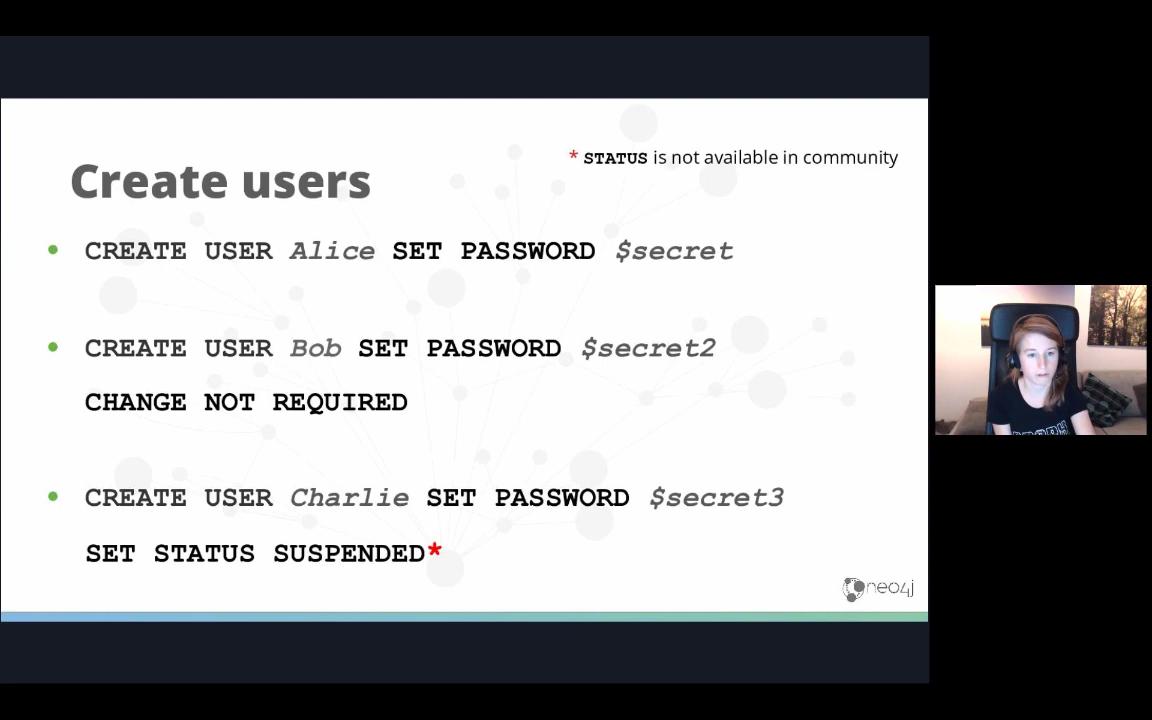 Create users
* STATUS is not available in community
• CREATE USER Alice SET PASSWORD $secret
• CREATE USER Bob SET PASSWORD $secret2
CHANGE NOT REQUIRED
• CREATE USER Charlie SET PASSWORD $secret3
SET STATUS SUSPENDED*
neo4j